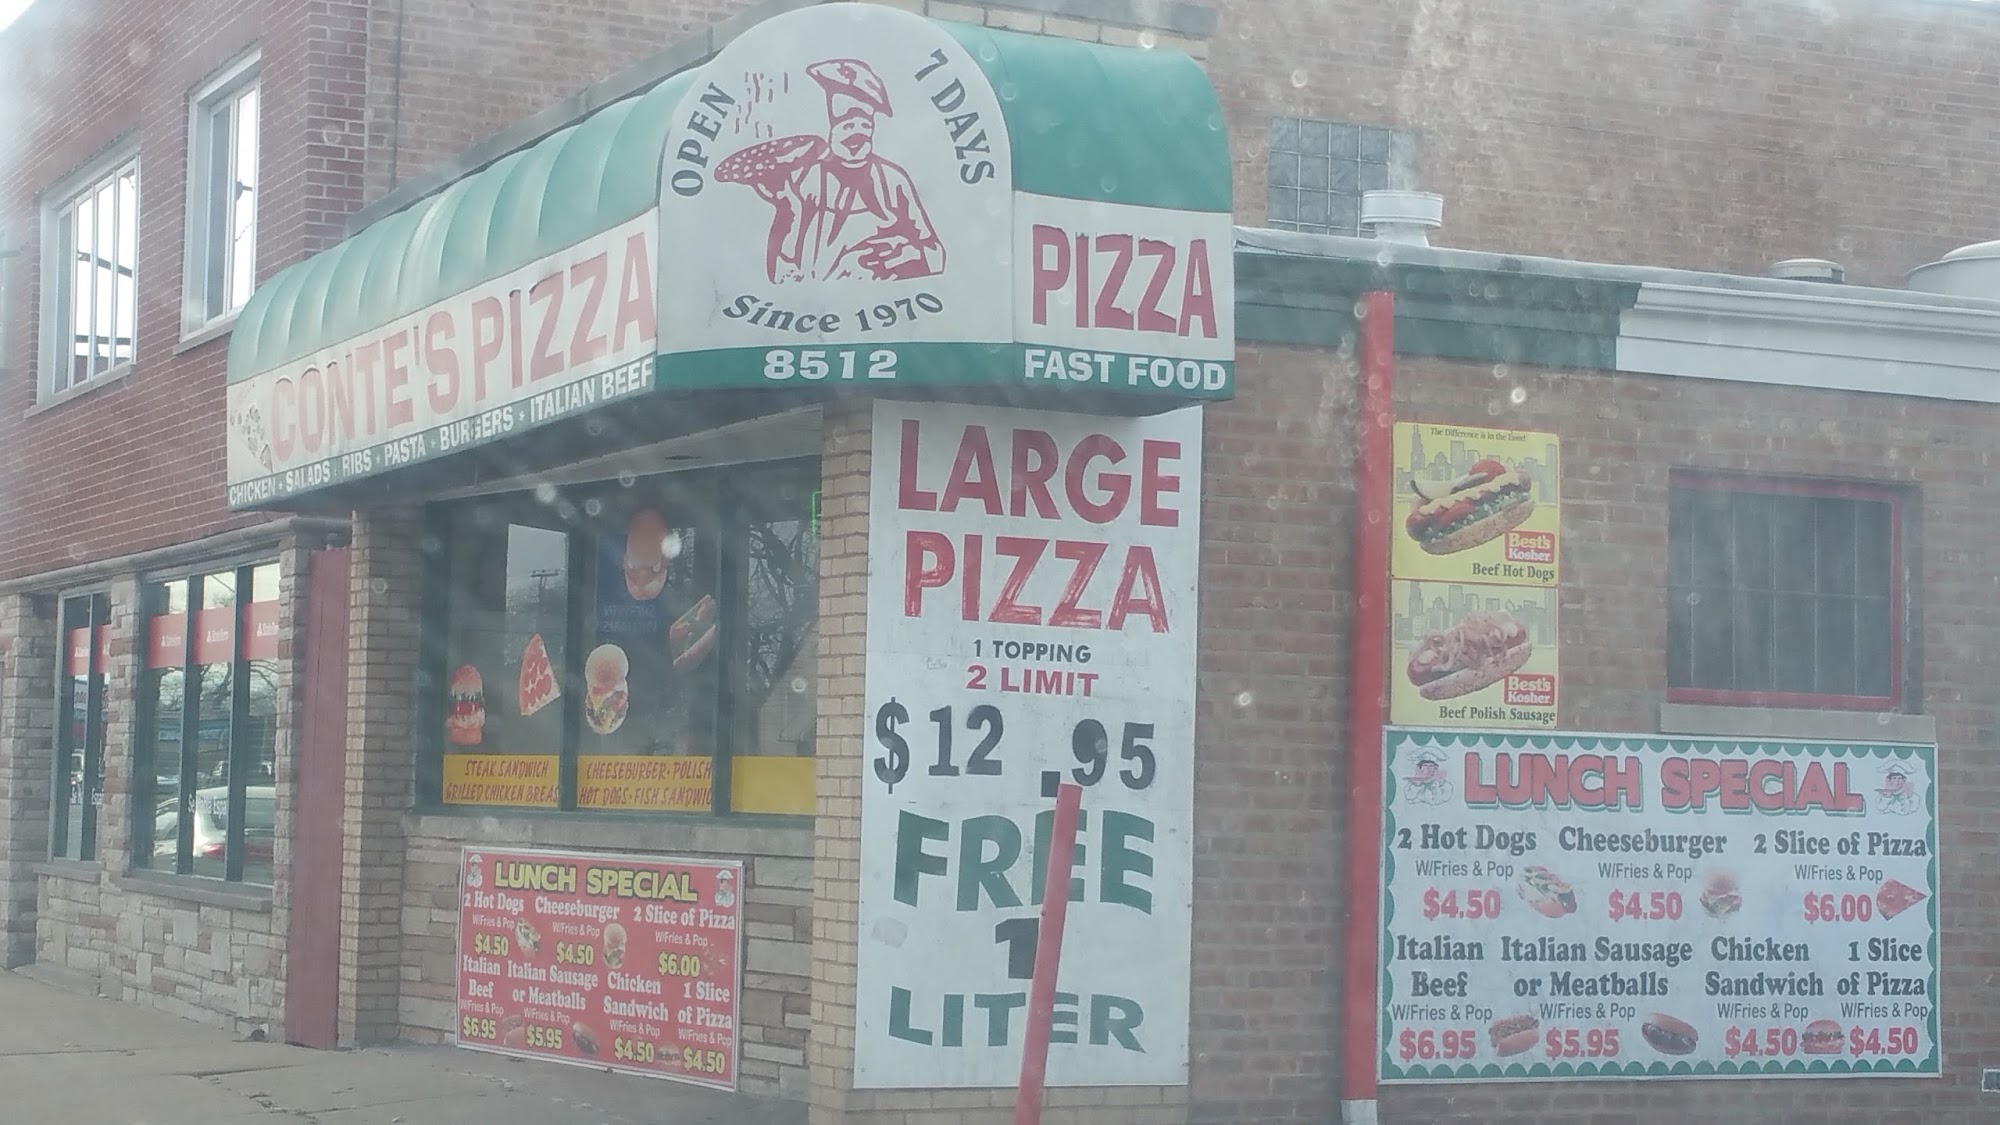 OPEN 7 DAYS
Since 1970
8512
CONTE'S PIZZA
CHICKEN • SALADS • RIBS • PASTA • BURGERS • ITALIAN BEEF
PIZZA
FAST FOOD
LARGE
PIZZA
1 TOPPING
2 LIMIT
$12.95
FREE
1
LITER
STEAK SANDWICH
GRILLED CHICKEN BREAS
CHEESEBURGER • POLISH
HOT DOGS • FISH SANDWIC
LUNCH SPECIAL
2 Hot Dogs Cheeseburger 2 Slice of Pizza
W/Fries & Pop W/Fries & Pop W/Fries & Pop
$4.50 $4.50 $6.00
Italian Italian Sausage Chicken 1 Slice
Beef or Meatballs Sandwich of Pizza
W/Fries & Pop W/Fries & Pop W/Fries & Pop W/Fries & Pop
$6.95 $5.95 $4.50 $4.50
The Difference is in the Taste!
Best's
Kosher
Beef Hot Dogs
Best's
Kosher
Beef Polish Sausage
LUNCH SPECIAL
2 Hot Dogs Cheeseburger 2 Slice of Pizza
W/Fries & Pop W/Fries & Pop W/Fries & Pop
$4.50 $4.50 $6.00
Italian Italian Sausage Chicken 1 Slice
Beef or Meatballs Sandwich of Pizza
W/Fries & Pop W/Fries & Pop W/Fries & Pop W/Fries & Pop
$6.95 $5.95 $4.50 $4.50